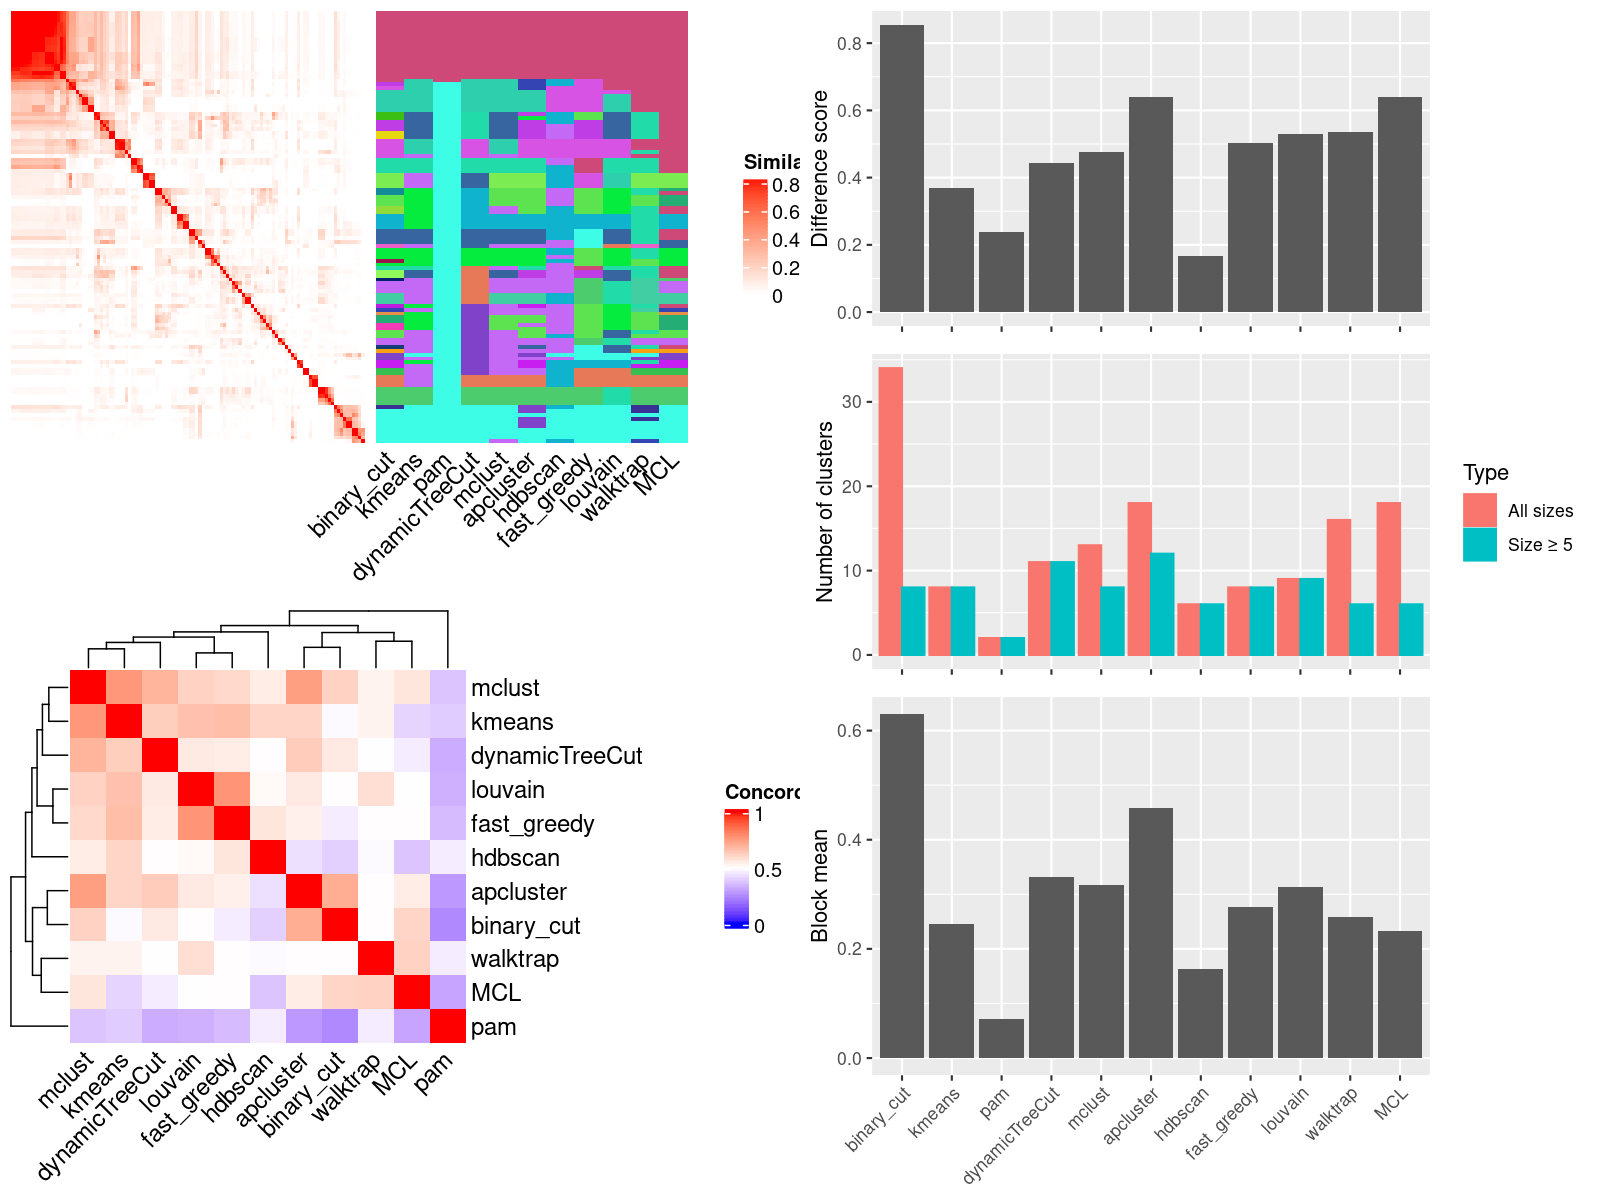 Simila
0.8
0.6
0.4
0.2
0
binary_cut
kmeans
pam
dynamicTreeCut
mclust
apcluster
hdbscan
fast_greedy
louvain
walktrap
MCL
mclust
kmeans
dynamicTreeCut
louvain
fast_greedy
hdbscan
apcluster
binary_cut
walktrap
MCL
pam
mclust
kmeans
dynamicTreeCut
louvain
fast_greedy
hdbscan
apcluster
binary_cut
walktrap
MCL
pam
Concord
1
0.5
0
Difference score
0.8
0.6
0.4
0.2
0.0
Number of clusters
30
20
10
0
Type
All sizes
Size ≥ 5
Block mean
0.6
0.4
0.2
0.0
binary_cut
kmeans
pam
dynamicTreeCut
mclust
apcluster
hdbscan
fast_greedy
louvain
walktrap
MCL